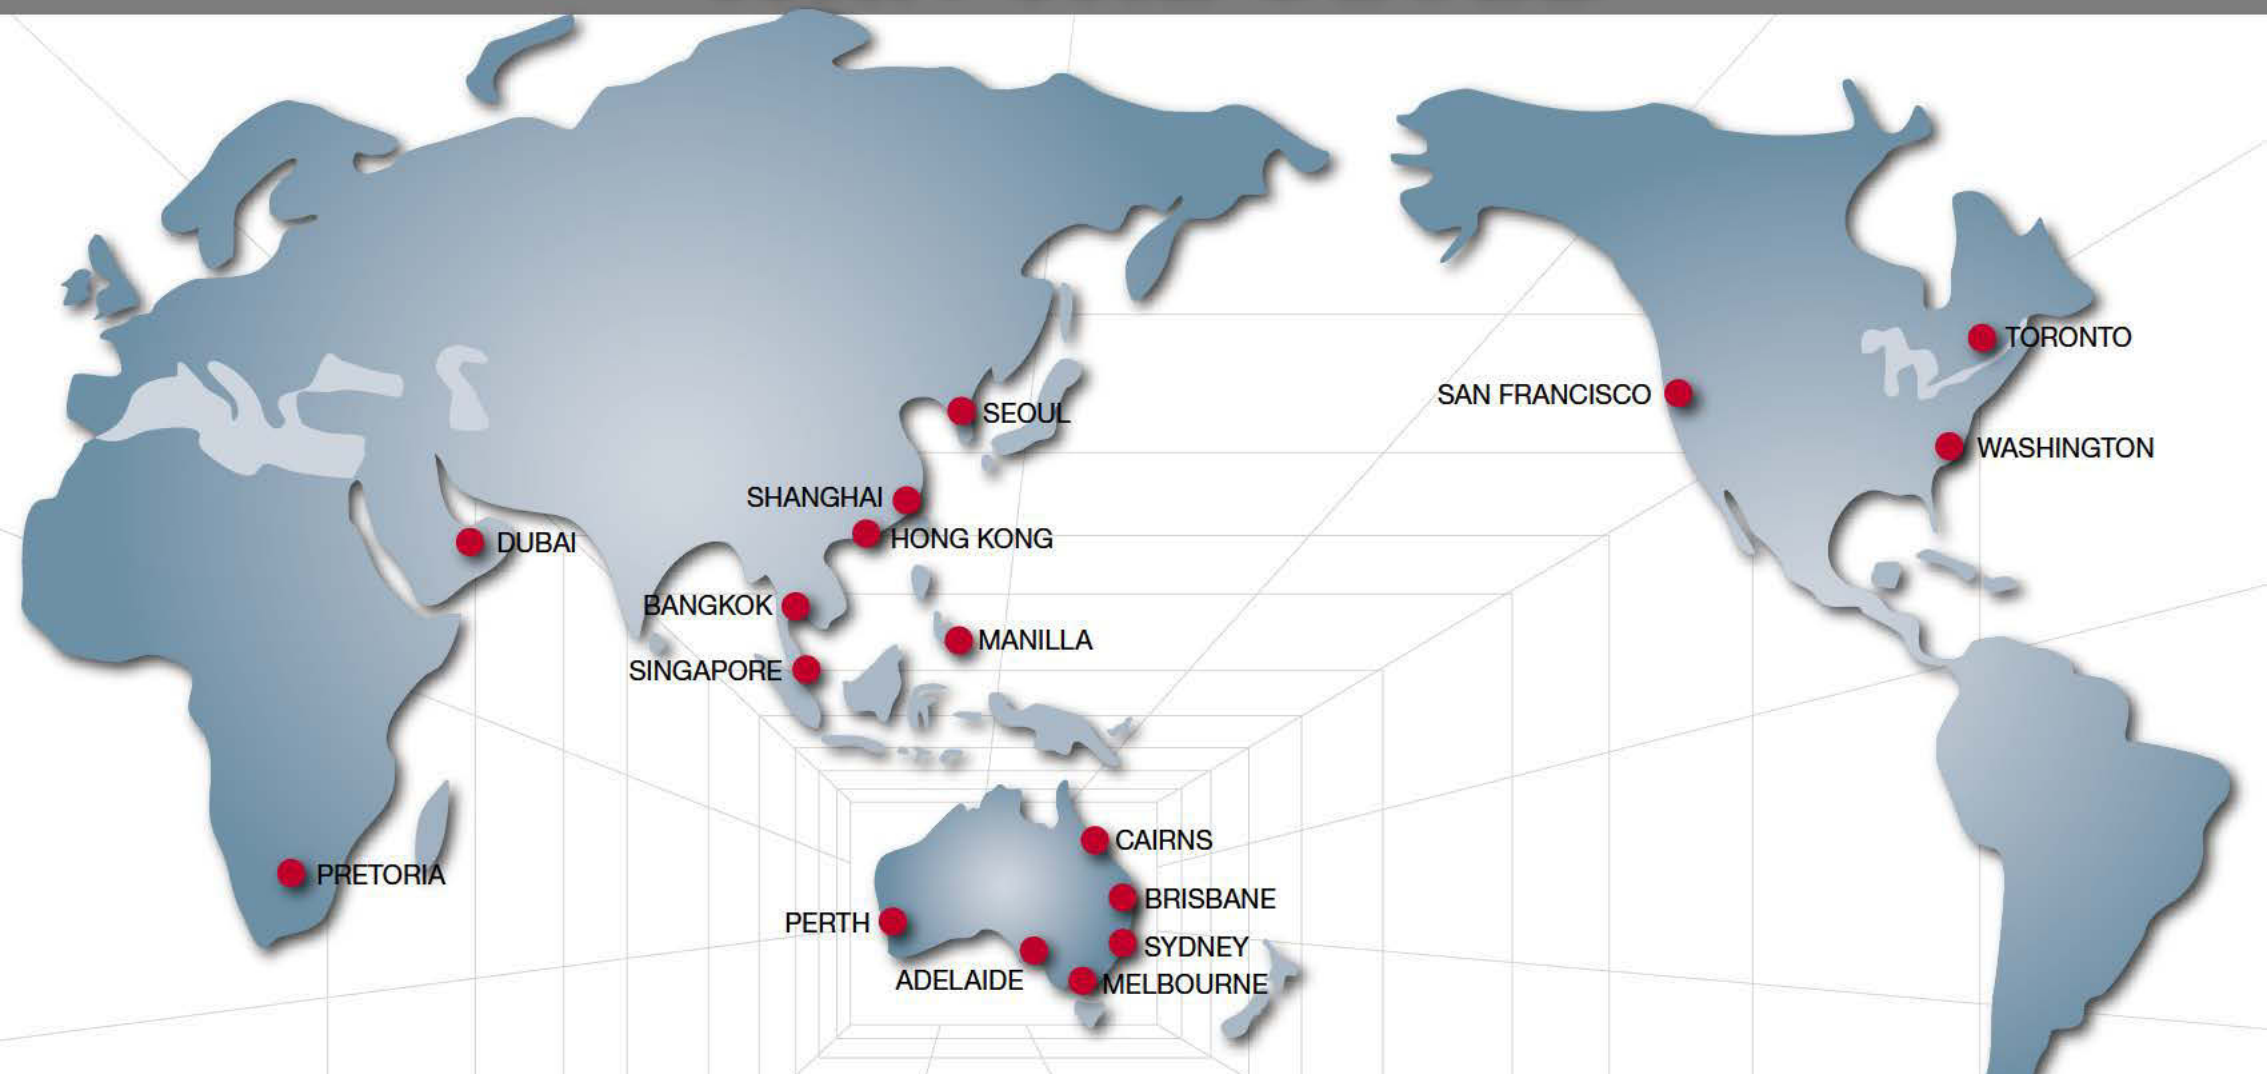 TORONTO
SAN FRANCISCO
SEOUL
WASHINGTON
SHANGHAI
HONG KONG
DUBAI
BANGKOK
MANILLA
SINGAPORE
CAIRNS
PRETORIA
BRISBANE
PERTH
SYDNEY
ADELAIDE
MELBOURNE